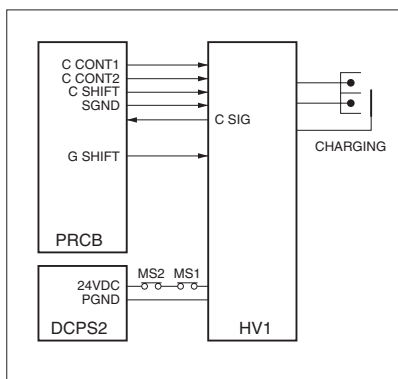 C CONT1
C CONT2
C SHIFT
SGND
C SIG
CHARGING
G SHIFT
PRCB
MS2 MS1
24VDC
PGND
DCPS2
HV1